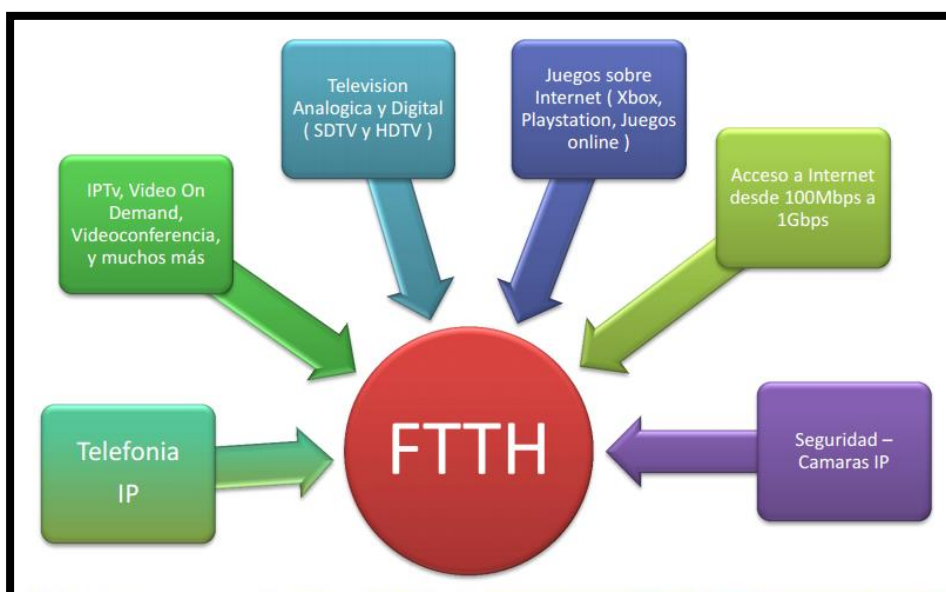 Television
Analogica y Digital
( SDTV y HDTV )
Juegos sobre
Internet ( Xbox,
Playstation, Juegos
online )
IPTv, Video On
Demand,
Videoconferencia,
y muchos más
Acceso a Internet
desde 100Mbps a
1Gbps
Telefonia
IP
FTTH
Seguridad –
Camaras IP